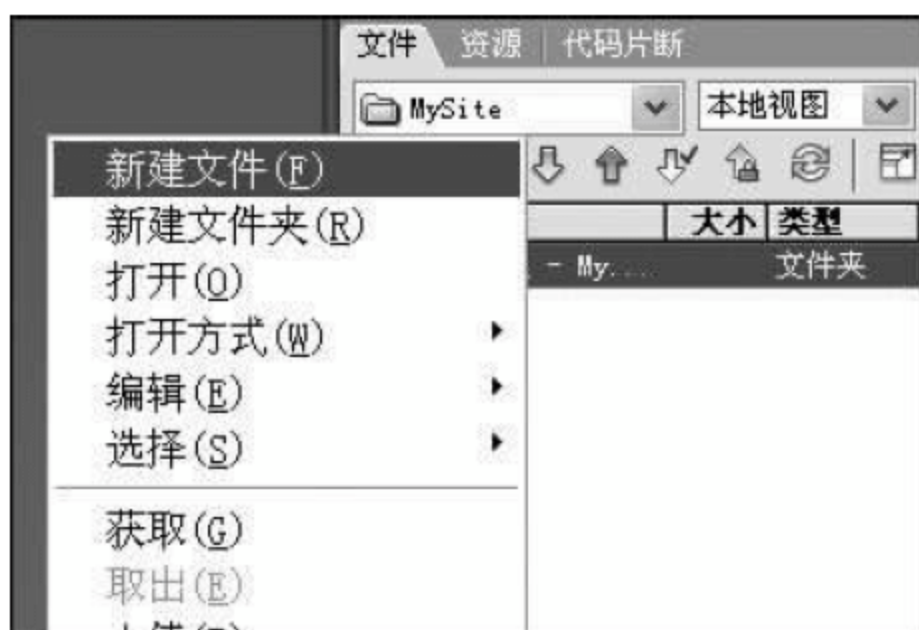 文件 资源 代码片断
MySite 本地视图
新建文件(F)
新建文件夹(R)
打开(O)
打开方式(W)
编辑(E)
选择(S)
获取(G)
取出(E)
大小 类型
- My... 文件夹